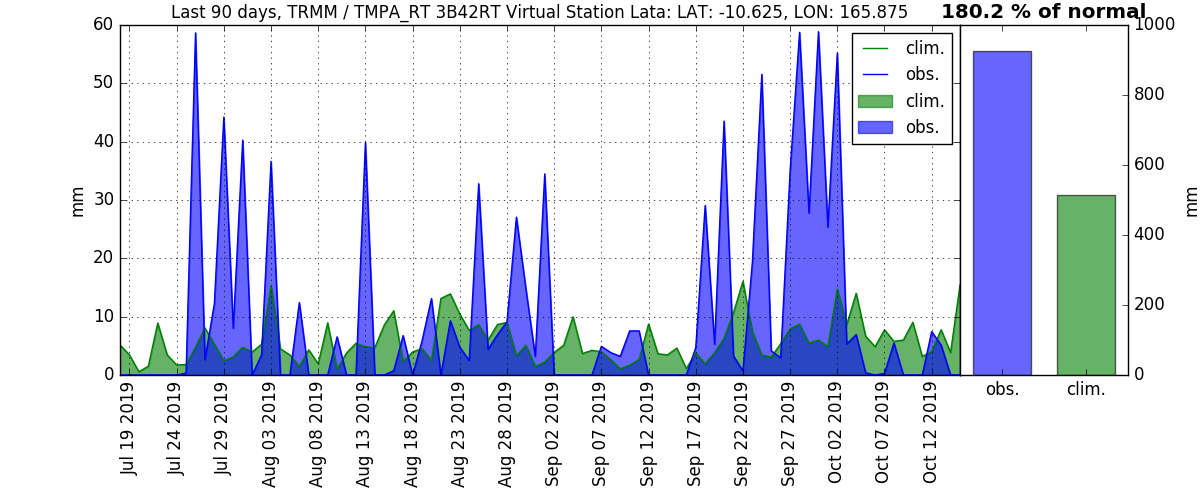 Last 90 days, TRMM / TMPA_RT 3B42RT Virtual Station Lata: LAT: -10.625, LON: 165.875
180.2 % of normal
mm
60
50
40
30
20
10
0
clim.
obs.
clim.
obs.
Jul 19 2019
Jul 24 2019
Jul 29 2019
Aug 03 2019
Aug 08 2019
Aug 13 2019
Aug 18 2019
Aug 23 2019
Aug 28 2019
Sep 02 2019
Sep 07 2019
Sep 12 2019
Sep 17 2019
Sep 22 2019
Sep 27 2019
Oct 02 2019
Oct 07 2019
Oct 12 2019
1000
800
600
400
200
0
mm
obs.
clim.